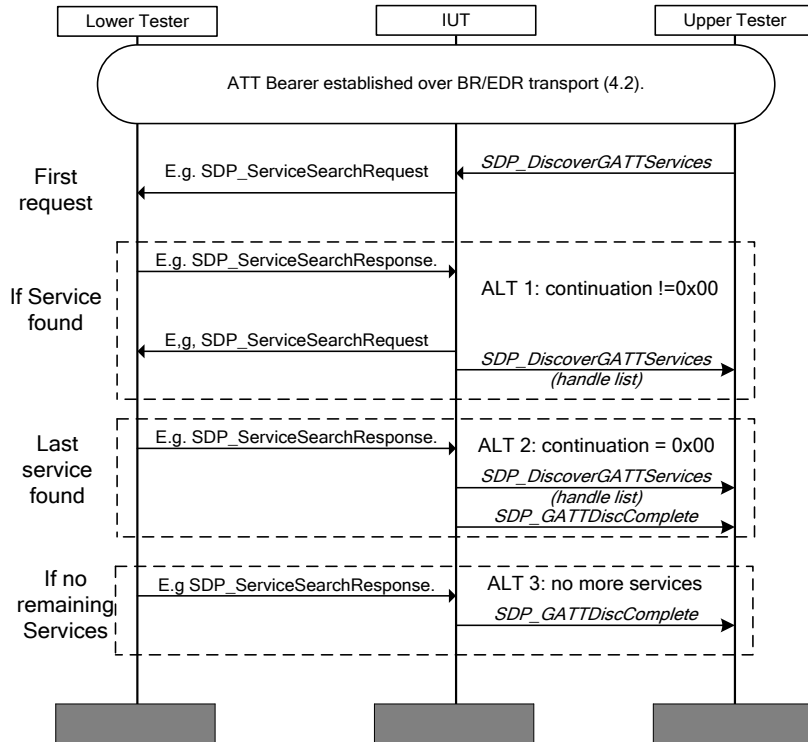 Lower Tester
IUT
Upper Tester
ATT Bearer established over BR/EDR transport (4.2).
First
request
E.g. SDP_ServiceSearchRequest
SDP_DiscoverGATTServices
If Service
found
E.g. SDP_ServiceSearchResponse.
ALT 1: continuation !=0x00
E,g, SDP_ServiceSearchRequest
SDP_DiscoverGATTServices
(handle list)
Last
service
found
E.g. SDP_ServiceSearchResponse.
ALT 2: continuation = 0x00
SDP_DiscoverGATTServices
(handle list)
SDP_GATTDiscComplete
If no
remaining
Services
E.g SDP_ServiceSearchResponse.
ALT 3: no more services
SDP_GATTDiscComplete